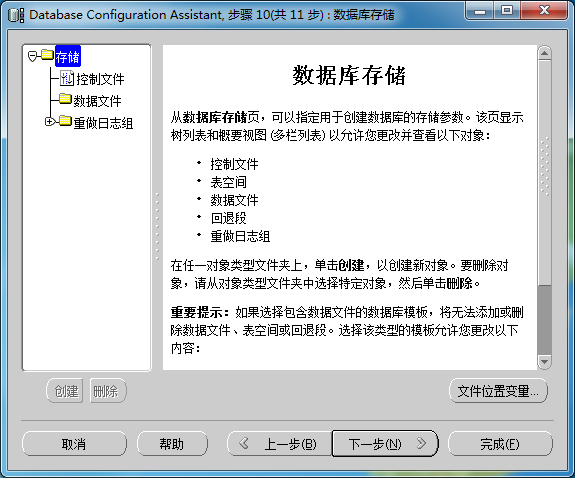 Database Configuration Assistant, 步骤 10(共 11 步) : 数据库存储
存储
控制文件
数据文件
重做日志组
数据库存储
从数据库存储页，可以指定用于创建数据库的存储参数。该页显示
树列表和概要视图 (多栏列表) 以允许您更改并查看以下对象：
• 控制文件
• 表空间
• 数据文件
• 回退段
• 重做日志组
在任一对象类型文件夹上，单击创建，以创建新对象。要删除对
象，请从对象类型文件夹中选择特定对象，然后单击删除。
重要提示： 如果选择包含数据文件的数据库模板，将无法添加或删
除数据文件、表空间或回退段。选择该类型的模板允许您更改以下
内容：
创建 删除 文件位置变量...
取消 帮助 上一步(B) 下一步(N) 完成(F)